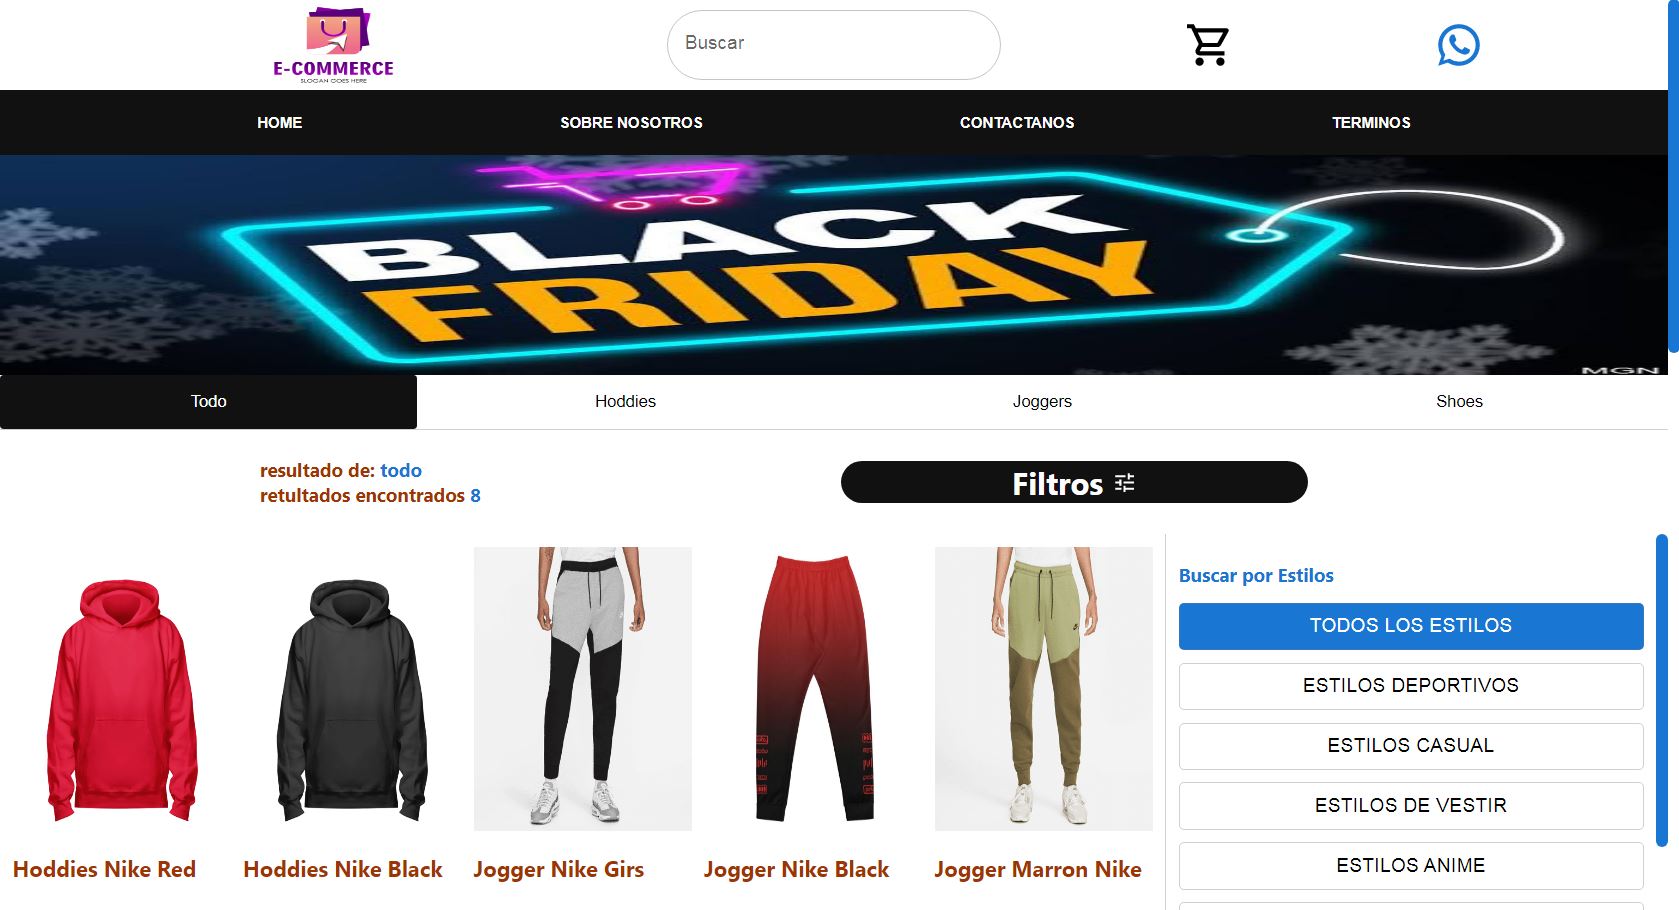 E-COMMERCE
SLOGAN GOES HERE
Buscar
HOME
SOBRE NOSOTROS
CONTACTANOS
TERMINOS
BLACK
FRIDAY
MGN
Todo
Hoddies
Joggers
Shoes
resultado de: todo
retultados encontrados 8
Filtros
Buscar por Estilos
TODOS LOS ESTILOS
ESTILOS DEPORTIVOS
ESTILOS CASUAL
ESTILOS DE VESTIR
ESTILOS ANIME
Hoddies Nike Red
Hoddies Nike Black
Jogger Nike Girs
Jogger Nike Black
Jogger Marron Nike